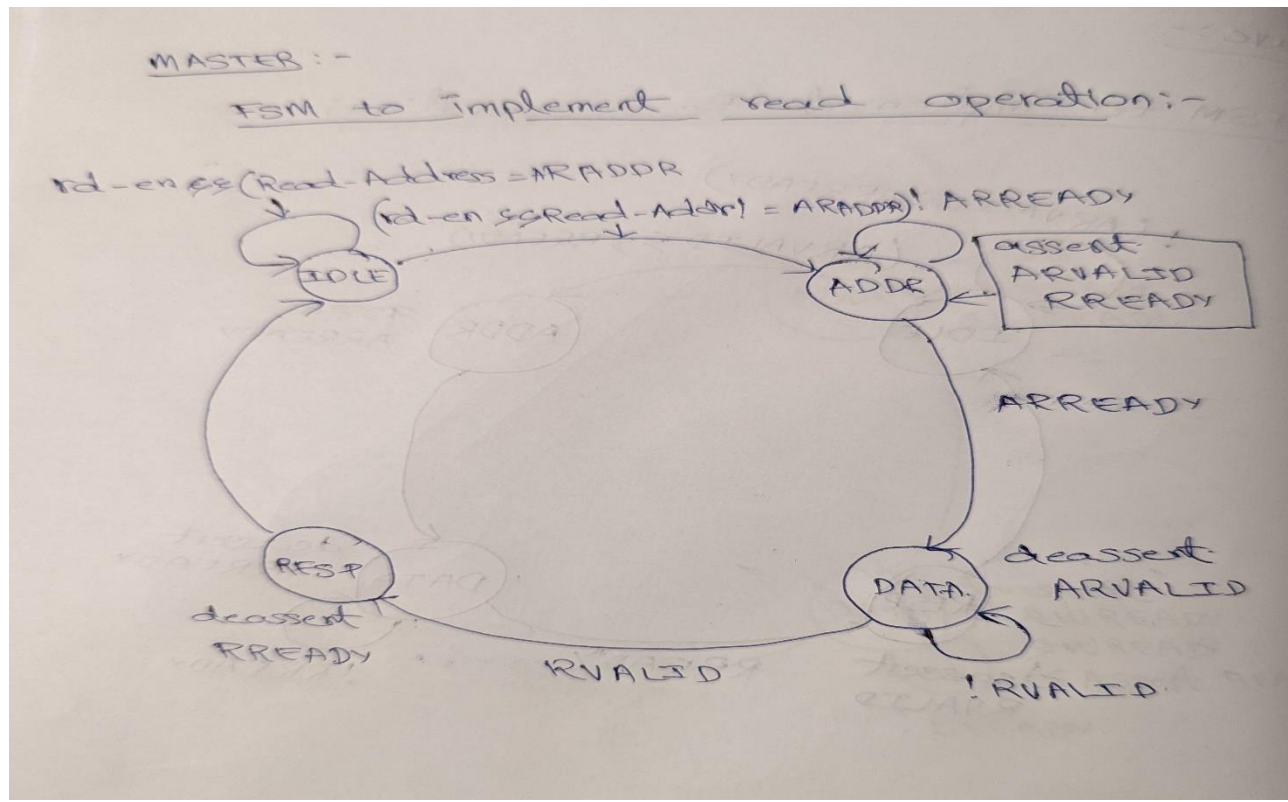 MASTER :-
FSM to implement read operation:-
rd-en && (Read-Address = ARADDR
(rd-en && Read-Addr! = ARADDR) ! ARREADY
IDLE
ADDR
assert
ARVALID
RREADY
ARREADY
RESP
deassert
RREADY
DATA.
deassert
ARVALID
RVALID
! RVALID.